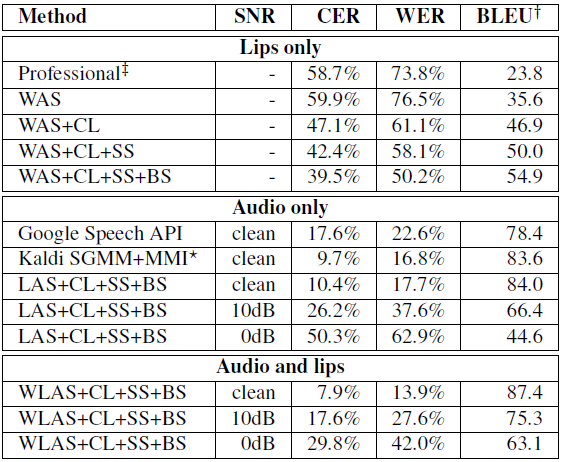 Method SNR CER WER BLEU†
Lips only
Professional‡ - 58.7% 73.8% 23.8
WAS - 59.9% 76.5% 35.6
WAS+CL - 47.1% 61.1% 46.9
WAS+CL+SS - 42.4% 58.1% 50.0
WAS+CL+SS+BS - 39.5% 50.2% 54.9
Audio only
Google Speech API clean 17.6% 22.6% 78.4
Kaldi SGMM+MMI⋆ clean 9.7% 16.8% 83.6
LAS+CL+SS+BS clean 10.4% 17.7% 84.0
LAS+CL+SS+BS 10dB 26.2% 37.6% 66.4
LAS+CL+SS+BS 0dB 50.3% 62.9% 44.6
Audio and lips
WLAS+CL+SS+BS clean 7.9% 13.9% 87.4
WLAS+CL+SS+BS 10dB 17.6% 27.6% 75.3
WLAS+CL+SS+BS 0dB 29.8% 42.0% 63.1